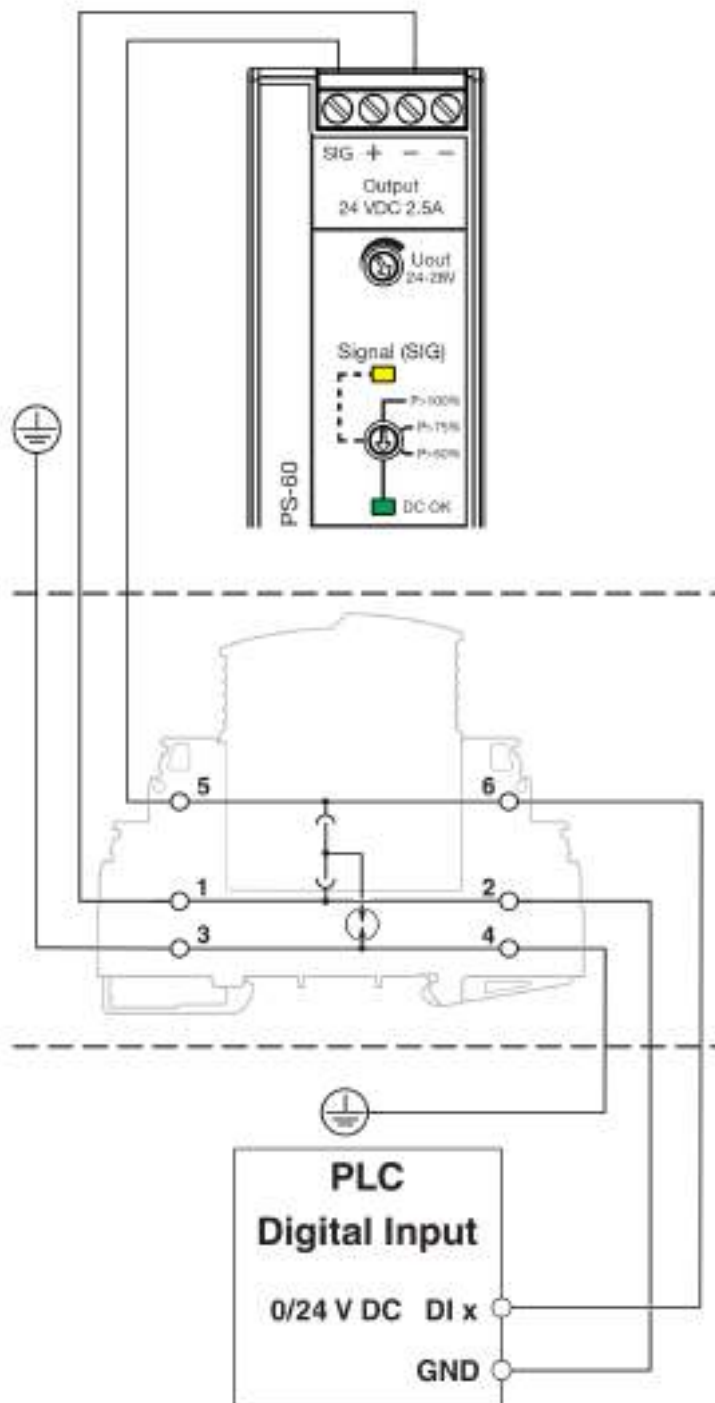 SIG + − −
Output
24 VDC 2.5A
Uout
24-28V
Signal (SIG)
P>100%
P>75%
P>50%
DC OK
PS-60
5 6
1 2
3 4
PLC
Digital Input
0/24 V DC DI x
GND